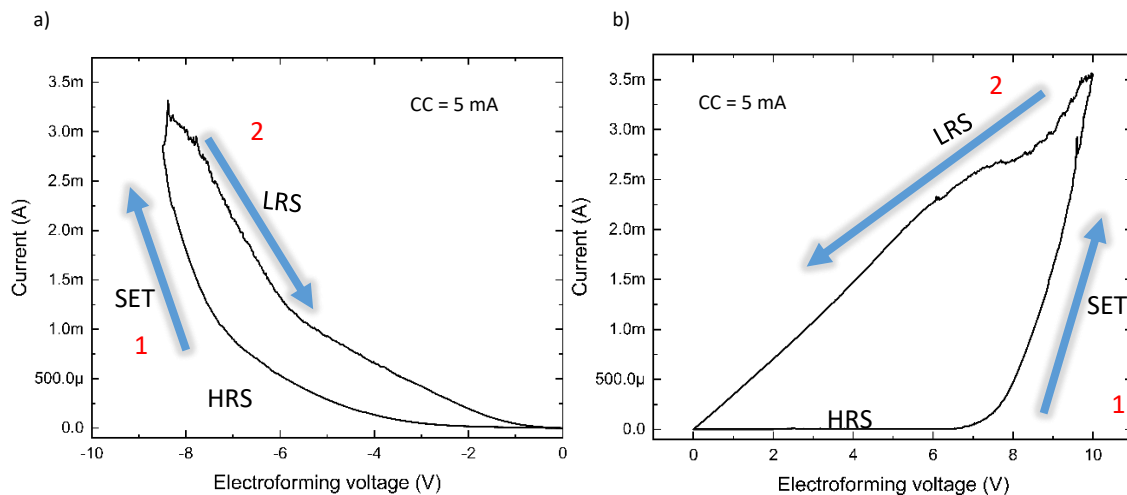 a)
3.5m
3.0m
2.5m
2.0m
1.5m
1.0m
500.0µ
0.0
Current (A)
CC = 5 mA
2
LRS
SET
1
HRS
-10
-8
-6
-4
-2
0
Electroforming voltage (V)
b)
3.5m
3.0m
2.5m
2.0m
1.5m
1.0m
500.0µ
0.0
Current (A)
CC = 5 mA
2
LRS
SET
1
HRS
0
2
4
6
8
10
Electroforming voltage (V)